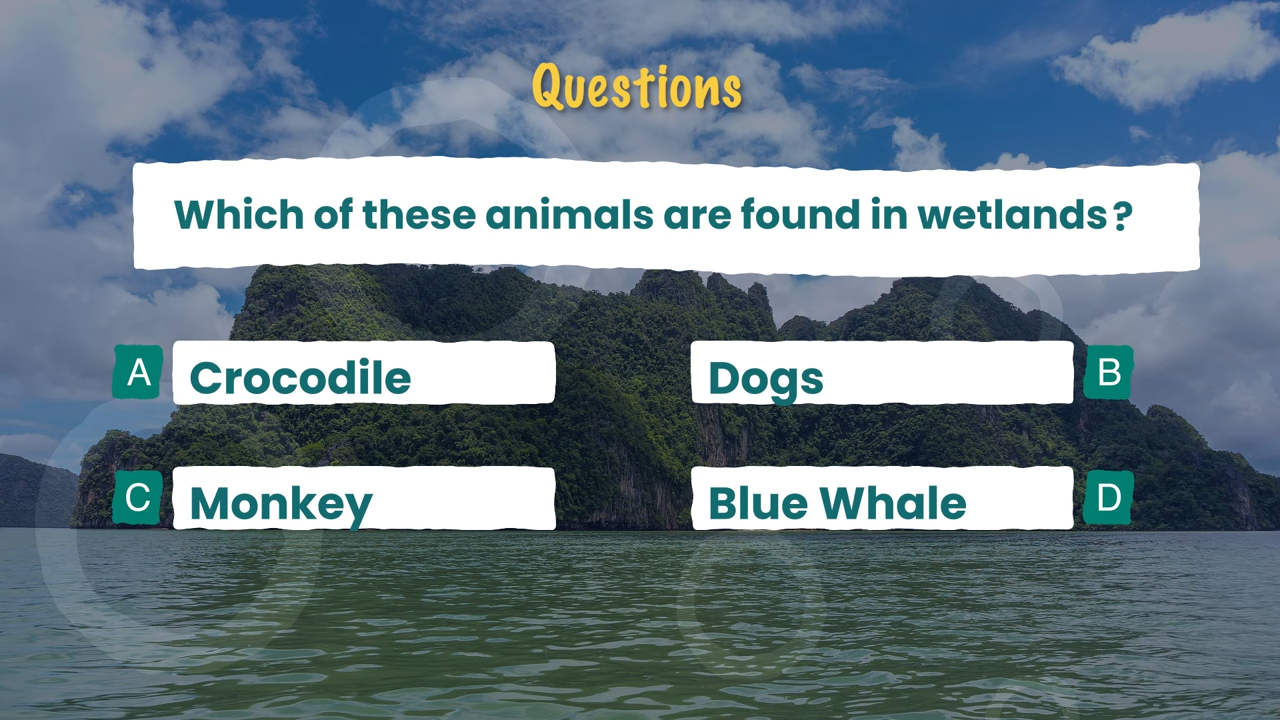 Questions
Which of these animals are found in wetlands?
A Crocodile
Dogs B
C Monkey
Blue Whale D